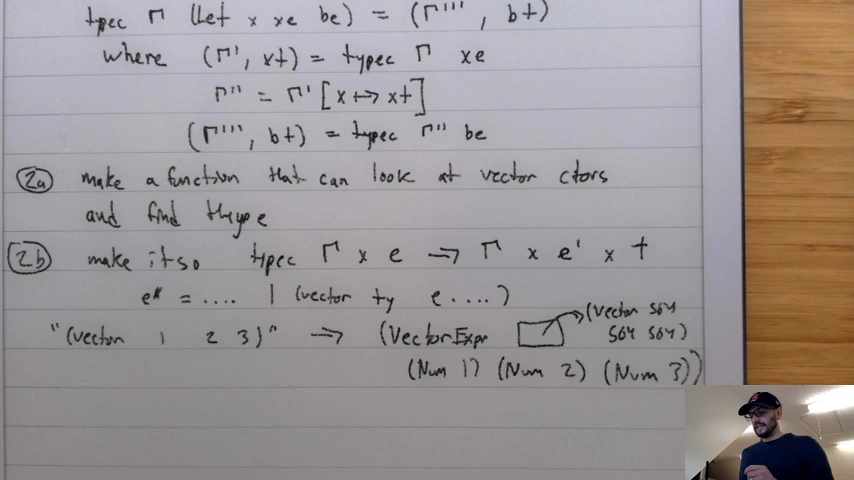 typec Γ (Let x xe be) = (Γ''', bt)
where (Γ', xt) = typec Γ xe
Γ'' = Γ' [x ↦ xt]
(Γ''', bt) = typec Γ'' be
2a make a function that can look at vector ctors
and find thype
2b make it so typec Γ x e → Γ x e' x t
e* = .... | (vector ty e....)
"(vector 1 2 3)" ⇒ (VectorExpr (Vector S64
S64 S64)
(Num 1) (Num 2) (Num 3))